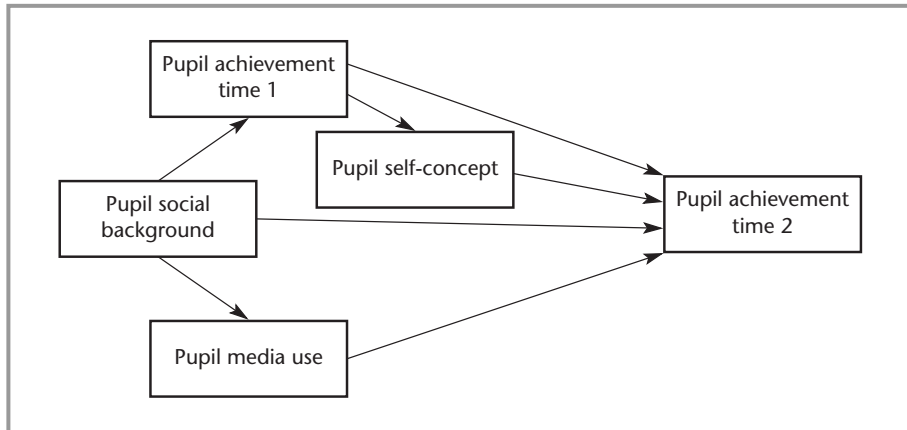 Pupil achievement
time 1
Pupil self-concept
Pupil social
background
Pupil achievement
time 2
Pupil media use